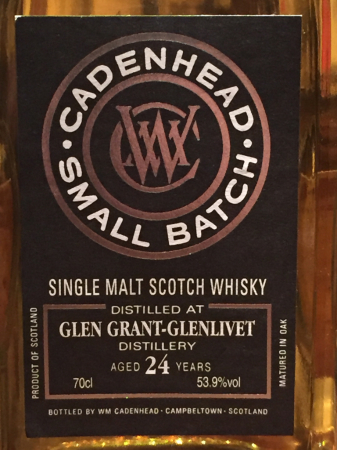 CADENHEAD
SMALL BATCH
WCW
SINGLE MALT SCOTCH WHISKY
DISTILLED AT
GLEN GRANT-GLENLIVET
DISTILLERY
AGED 24 YEARS
70cl 53.9%vol
PRODUCT OF SCOTLAND
MATURED IN OAK
BOTTLED BY WM CADENHEAD · CAMPBELTOWN · SCOTLAND